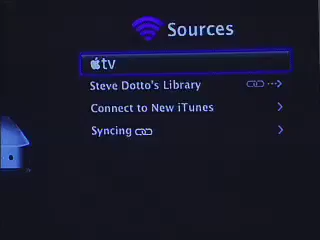 Sources
tv
Steve Dotto's Library
Connect to New iTunes
Syncing